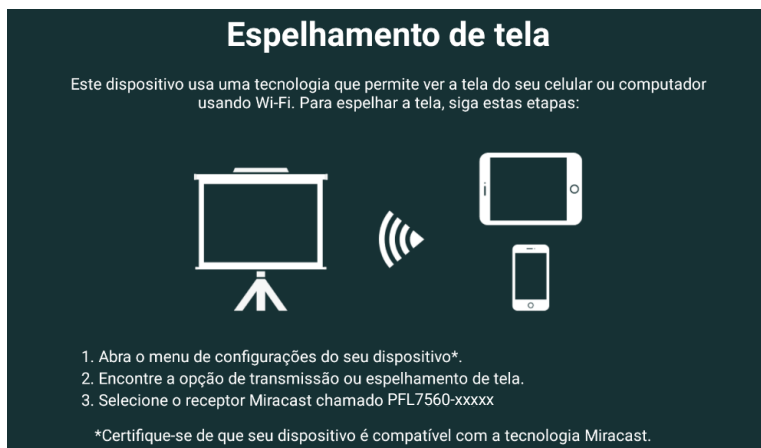 Espelhamento de tela
Este dispositivo usa uma tecnologia que permite ver a tela do seu celular ou computador
usando Wi-Fi. Para espelhar a tela, siga estas etapas:
1. Abra o menu de configurações do seu dispositivo*.
2. Encontre a opção de transmissão ou espelhamento de tela.
3. Selecione o receptor Miracast chamado PFL7560-xxxxx
*Certifique-se de que seu dispositivo é compatível com a tecnologia Miracast.